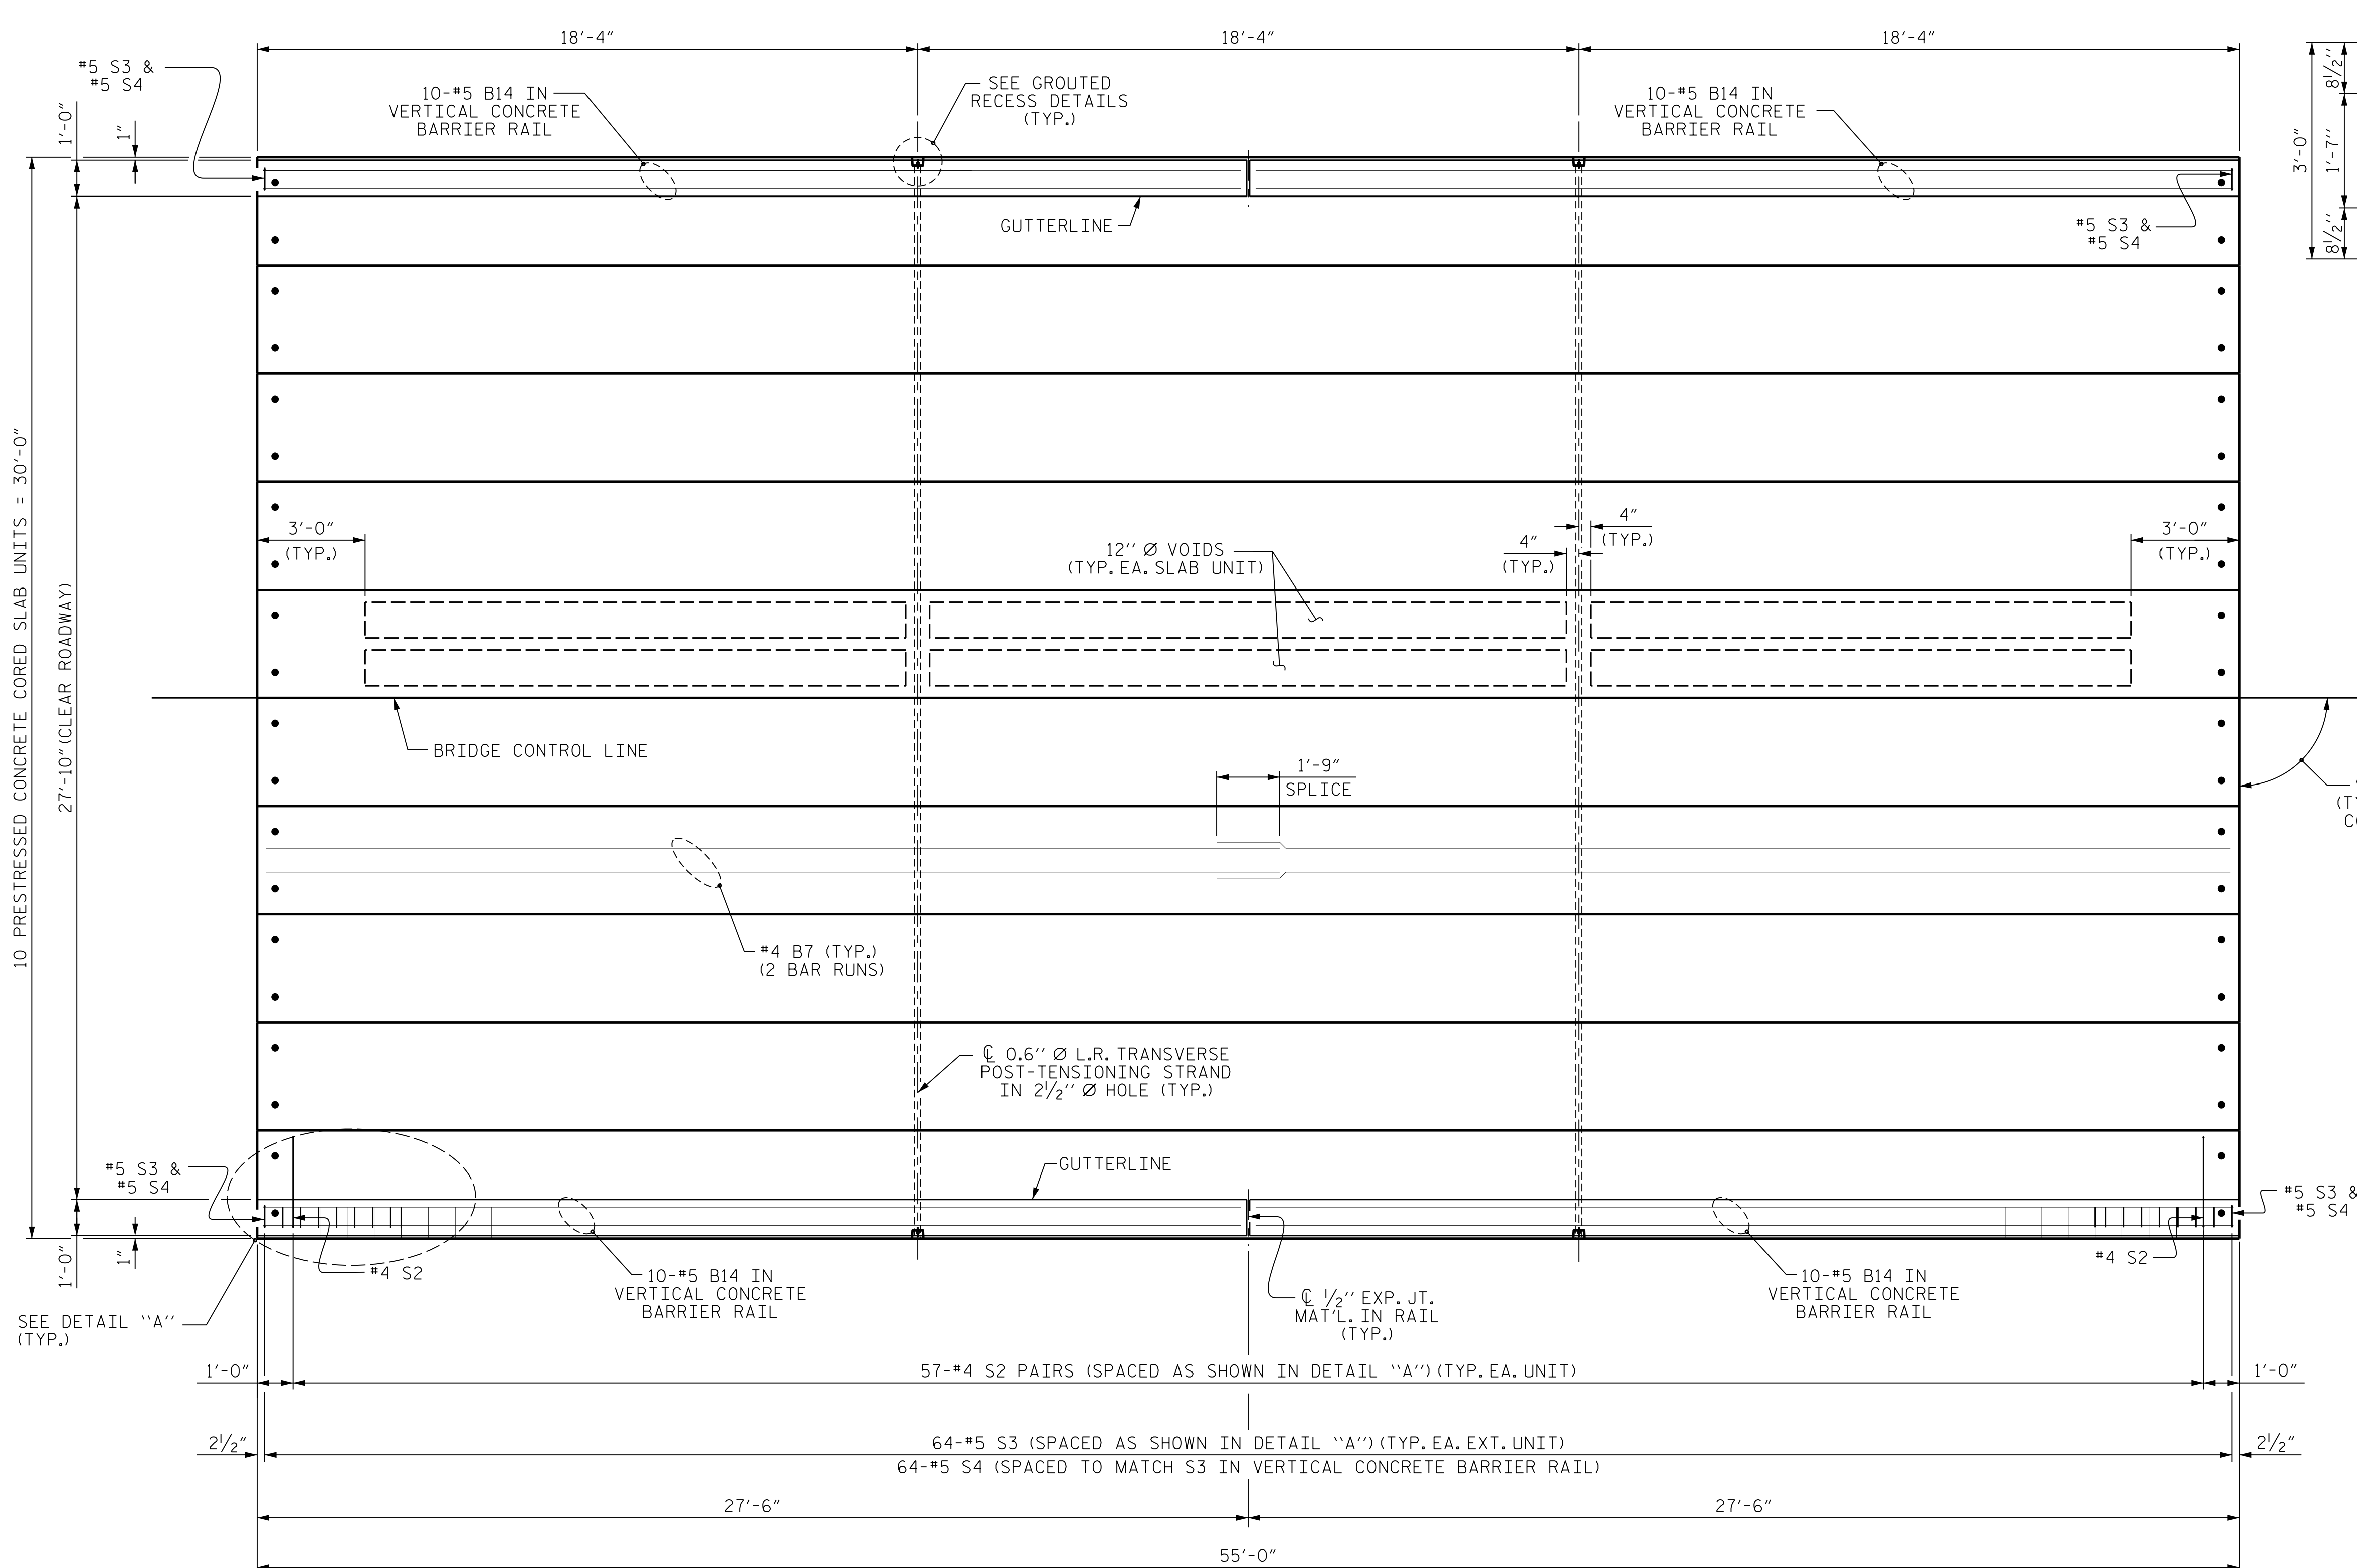 18'-4"
18'-4"
18'-4"
#5 S3 &
#5 S4
1'-0"
1"
10-#5 B14 IN
VERTICAL CONCRETE
BARRIER RAIL
SEE GROUTED
RECESS DETAILS
(TYP.)
10-#5 B14 IN
VERTICAL CONCRETE
BARRIER RAIL
3'-0"
8½''
1'-7"
8½''
GUTTERLINE
#5 S3 &
#5 S4
10 PRESTRESSED CONCRETE CORED SLAB UNITS = 30'-0"
27'-10"(CLEAR ROADWAY)
3'-0"
(TYP.)
12'' Ø VOIDS
(TYP. EA. SLAB UNIT)
4"
(TYP.)
4"
(TYP.)
3'-0"
(TYP.)
BRIDGE CONTROL LINE
1'-9"
SPLICE
(TY
C
#4 B7 (TYP.)
(2 BAR RUNS)
℄ 0.6'' Ø L.R. TRANSVERSE
POST-TENSIONING STRAND
IN 2½'' Ø HOLE (TYP.)
#5 S3 &
#5 S4
GUTTERLINE
#5 S3 &
#5 S4
1'-0"
1"
#4 S2
#4 S2
10-#5 B14 IN
VERTICAL CONCRETE
BARRIER RAIL
℄ ½'' EXP. JT.
MAT'L. IN RAIL
(TYP.)
10-#5 B14 IN
VERTICAL CONCRETE
BARRIER RAIL
SEE DETAIL ``A''
(TYP.)
1'-0"
57-#4 S2 PAIRS (SPACED AS SHOWN IN DETAIL ``A'') (TYP. EA. UNIT)
1'-0"
2½"
64-#5 S3 (SPACED AS SHOWN IN DETAIL ``A'') (TYP. EA. EXT. UNIT)
2½"
64-#5 S4 (SPACED TO MATCH S3 IN VERTICAL CONCRETE BARRIER RAIL)
27'-6"
27'-6"
55'-0"